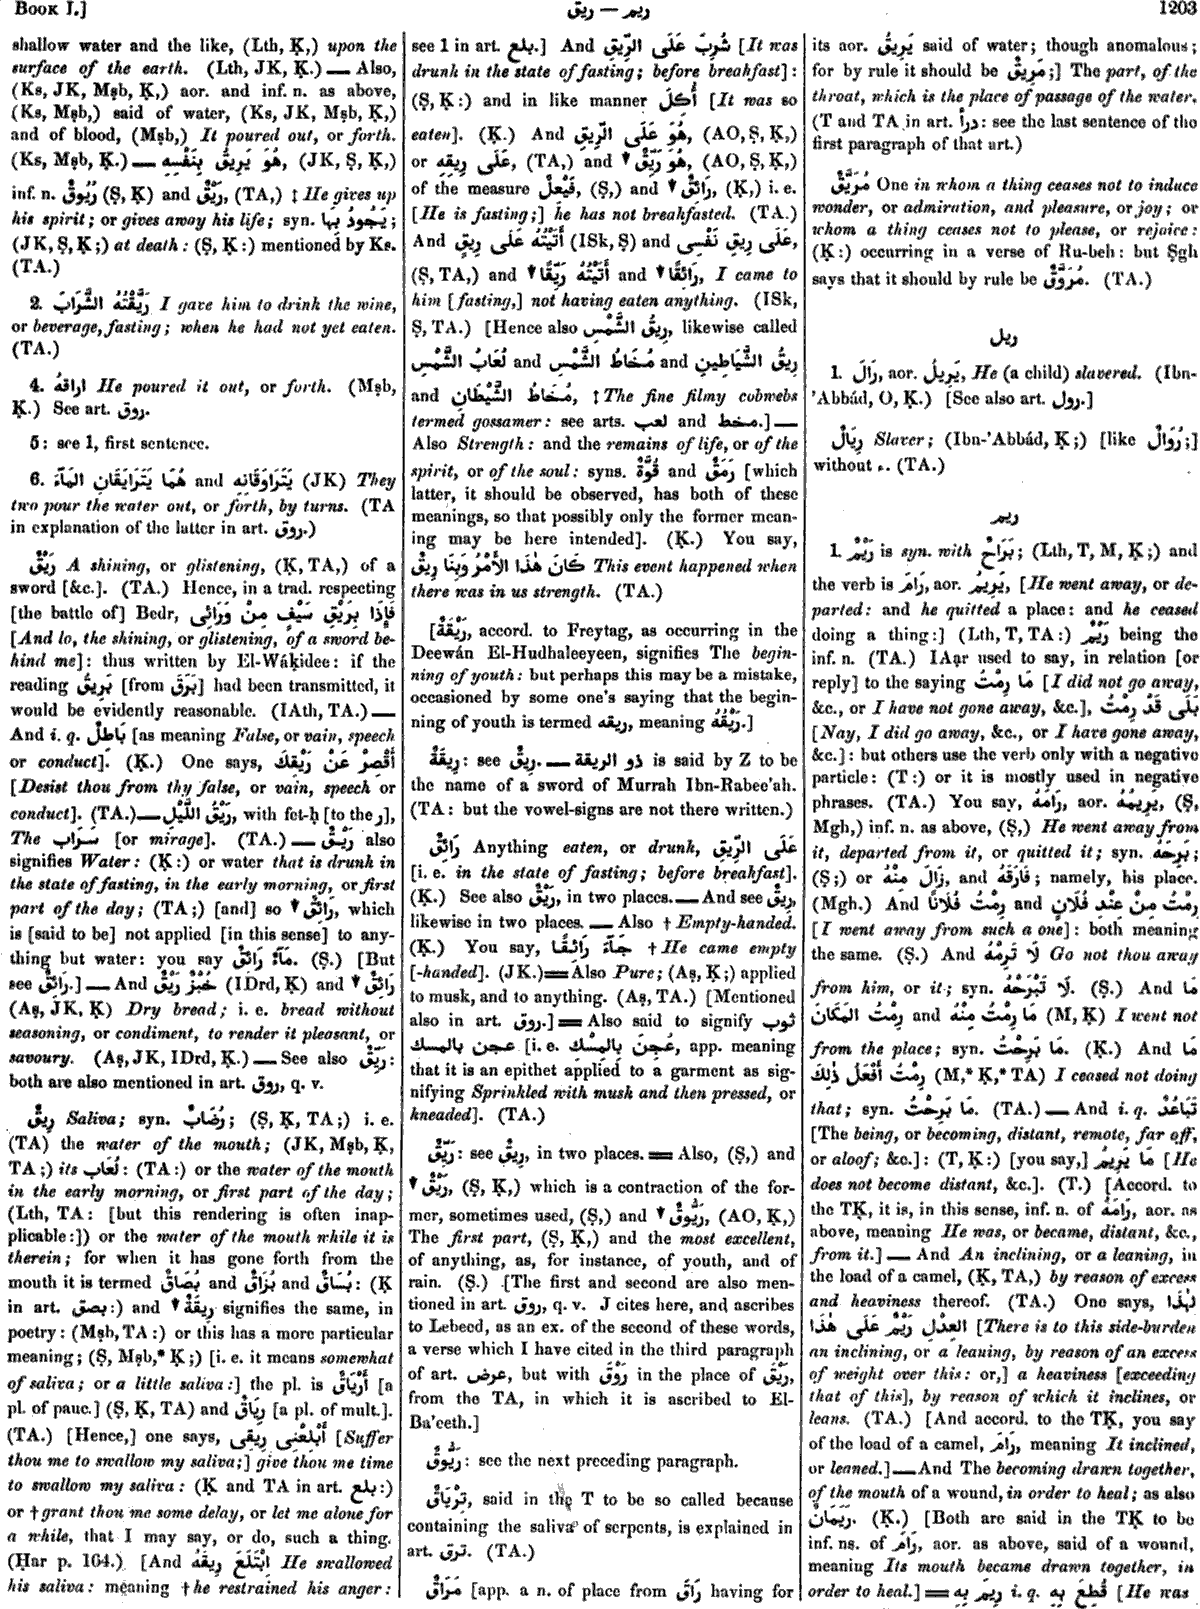 BOOK I.]
ريم — ريق
1203
shallow water and the like, (Lth, Ḳ,) upon the
surface of the earth. (Lth, JK, Ḳ.) — Also,
(Ks, JK, Mṣb, Ḳ,) aor. and inf. n. as above,
(Ks, Mṣb,) said of water, (Ks, JK, Mṣb, Ḳ,)
and of blood, (Mṣb,) It poured out, or forth.
(Ks, Mṣb, Ḳ.) — هُوَ يَرِيقُ بِنَفْسِهِ, (JK, Ṣ, Ḳ,)
inf. n. رُيُوقٌ (Ṣ, Ḳ) and رَيْقٌ, (TA,) ‡ He gives up
his spirit; or gives away his life; syn. يَجُودُ بِهَا;
(JK, Ṣ, Ḳ;) at death: (Ṣ, Ḳ:) mentioned by Ks.
(TA.)
2. رَيَّقْتُهُ الشَّرَابَ I gave him to drink the wine,
or beverage, fasting; when he had not yet eaten.
(TA.)
4. اراقهُ He poured it out, or forth. (Mṣb,
Ḳ.) See art. روق.
5: see 1, first sentence.
6. هُمَا يَتَرَايَقَانِ المَآءَ and يَتَرَاوَقَانِهِ (JK) They
two pour the water out, or forth, by turns. (TA
in explanation of the latter in art. روق.)
رَيْقٌ A shining, or glistening, (Ḳ, TA,) of a
sword [&c.]. (TA.) Hence, in a trad. respecting
[the battle of] Bedr, فَإِذَا بِرَيْقِ سَيْفٍ مِنْ وَرَائِى
[And lo, the shining, or glistening, of a sword be-
hind me]: thus written by El-Wáḳidee: if the
reading بَرِيقُ [from بَرَقَ] had been transmitted, it
would be evidently reasonable. (IAth, TA.) —
And i. q. بَاطِلٌ [as meaning False, or vain, speech
or conduct]. (Ḳ.) One says, أَقْصِرْ عَنْ رَيْقِكَ
[Desist thou from thy false, or vain, speech or
conduct]. (TA.) — رَيْقُ اللَّيْلِ, with fet-ḥ [to the ر],
The سَرَاب [or mirage]. (TA.) — رَيْقٌ also
signifies Water: (Ḳ:) or water that is drunk in
the state of fasting, in the early morning, or first
part of the day; (TA;) [and] so ▼ رَائِقٌ, which
is [said to be] not applied [in this sense] to any-
thing but water: you say مَآءٌ رَائِقٌ. (Ṣ.) [But
see رَائِقٌ.] — And خُبْزٌ رَيْقٌ (IDrd, Ḳ) and ▼ رَائِقٌ
(Aṣ, JK, Ḳ) Dry bread; i. e. bread without
seasoning, or condiment, to render it pleasant, or
savoury. (Aṣ, JK, IDrd, Ḳ.) — See also رَيِّقٌ:
both are also mentioned in art. روق, q. v.
رِيقٌ Saliva; syn. رُضَابٌ; (Ṣ, Ḳ, TA;) i. e.
(TA) the water of the mouth; (JK, Mṣb, Ḳ,
TA;) its لُعَاب: (TA:) or the water of the mouth
in the early morning, or first part of the day;
(Lth, TA: [but this rendering is often inap-
plicable:]) or the water of the mouth while it is
therein; for when it has gone forth from the
mouth it is termed بُصَاقٌ and بُزَاقٌ and بُسَاقٌ: (Ḳ
in art. بصق:) and ▼ رِيقَةٌ signifies the same, in
poetry: (Mṣb, TA:) or this has a more particular
meaning; (Ṣ, Mṣb,* Ḳ;) [i. e. it means somewhat
of saliva; or a little saliva:] the pl. is أَرْيَاقٌ [a
pl. of pauc.] (Ṣ, Ḳ, TA) and رِيَاقٌ [a pl. of mult.].
(TA.) [Hence,] one says, أَبْلِعْنِى رِيقِى [Suffer
thou me to swallow my saliva;] give thou me time
to swallow my saliva: (Ḳ and TA in art. بلع:)
or † grant thou me some delay, or let me alone for
a while, that I may say, or do, such a thing.
(Ḥar p. 164.) [And اِبْتَلَعَ رِيقَهُ He swallowed
his saliva: meaning † he restrained his anger:
see 1 in art. بلع.] And شُرِبَ عَلَى الرِّيقِ [It was
drunk in the state of fasting; before breakfast]:
(Ṣ, Ḳ:) and in like manner أُكِلَ [It was so
eaten]. (Ḳ.) And هُوَ عَلَى الرِّيقِ, (AO, Ṣ, Ḳ,)
or عَلَى رِيقِهِ, (TA,) and ▼ هُوَ رَيِّقٌ, (AO, Ṣ, Ḳ,)
of the measure فَيْعِلٌ, (Ṣ,) and ▼ رَائِقٌ, (Ḳ,) i. e.
[He is fasting;] he has not breakfasted. (TA.)
And أَتَيْتُهُ عَلَى رِيقٍ (ISk, Ṣ) and عَلَى رِيقِ نَفْسِى,
(Ṣ, TA,) and ▼ أَتَيْتُهُ رَيِّقًا and ▼ رَائِقًا, I came to
him [fasting,] not having eaten anything. (ISk,
Ṣ, TA.) [Hence also رِيقُ الشَّمْسِ, likewise called
لُعَابُ الشَّمْسِ and مُخَاطُ الشَّمْسِ and رِيقُ الشَّيَاطِينِ
and مُخَاطُ الشَّيْطَانِ, ‡ The fine filmy cobwebs
termed gossamer: see arts. لعب and مخط.] —
Also Strength: and the remains of life, or of the
spirit, or of the soul: syns. قُوَّةٌ and رَمَقٌ [which
latter, it should be observed, has both of these
meanings, so that possibly only the former mean-
ing may be here intended]. (Ḳ.) You say,
كَانَ هٰذَا الأَمْرُ وَبِنَا رِيقٌ This event happened when
there was in us strength. (TA.)
[رَيْقَةٌ, accord. to Freytag, as occurring in the
Deewán El-Hudhaleeyeen, signifies The begin-
ning of youth: but perhaps this may be a mistake,
occasioned by some one's saying that the begin-
ning of youth is termed ريقه, meaning رَيْقُهُ.]
رِيقَةٌ: see رِيقٌ. — ذو الريقة is said by Z to be
the name of a sword of Murrah Ibn-Rabee'ah.
(TA: but the vowel-signs are not there written.)
رَائِقٌ Anything eaten, or drunk, عَلَى الرِّيقِ
[i. e. in the state of fasting; before breakfast].
(Ḳ.) See also رَيْقٌ, in two places. — And see رِيقٌ,
likewise in two places. — Also † Empty-handed.
(Ḳ.) You say, جَآءَ رَائِقًا † He came empty
[-handed]. (JK.) = Also Pure; (Aṣ, Ḳ;) applied
to musk, and to anything. (Aṣ, TA.) [Mentioned
also in art. روق.] = Also said to signify ثوب
عجن بالمسك [i. e. عُجِنَ بِالمِسْكِ, app. meaning
that it is an epithet applied to a garment as sig-
nifying Sprinkled with musk and then pressed, or
kneaded]. (TA.)
رَيِّقٌ: see رِيقٌ, in two places. = Also, (Ṣ,) and
▼ رَيْقٌ, (Ṣ, Ḳ,) which is a contraction of the for-
mer, sometimes used, (Ṣ,) and ▼ رَيُّوقٌ, (AO, Ḳ,)
The first part, (Ṣ, Ḳ,) and the most excellent,
of anything, as, for instance, of youth, and of
rain. (Ṣ.) [The first and second are also men-
tioned in art. روق, q. v. J cites here, and ascribes
to Lebeed, as an ex. of the second of these words,
a verse which I have cited in the third paragraph
of art. عرض, but with رَوْقَ in the place of رَيْقَ,
from the TA, in which it is ascribed to El-
Ba'eeth.]
رَيُّوقٌ: see the next preceding paragraph.
تِرْيَاقٌ, said in the T to be so called because
containing the saliva of serpents, is explained in
art. ترق. (TA.)
مَرَاقٌ [app. a n. of place from رَاقَ having for
its aor. يَرِيقُ said of water; though anomalous;
for by rule it should be مَرِيقٌ;] The part, of the
throat, which is the place of passage of the water.
(T and TA in art. درأ: see the last sentence of the
first paragraph of that art.)
مُرَيَّقٌ One in whom a thing ceases not to induce
wonder, or admiration, and pleasure, or joy; or
whom a thing ceases not to please, or rejoice:
(Ḳ:) occurring in a verse of Ru-beh: but Ṣgh
says that it should by rule be مُرَوَّقٌ. (TA.)
ريل
1. رَالَ, aor. يَرِيلُ, He (a child) slavered. (Ibn-
'Abbád, O, Ḳ.) [See also art. رول.]
رِيَالٌ Slaver; (Ibn-'Abbád, Ḳ;) [like رُوَالٌ;]
without ء. (TA.)
ريم
1. رَيْمٌ is syn. with بَرَاحٌ; (Lth, T, M, Ḳ;) and
the verb is رَامَ, aor. يَرِيمُ, [He went away, or de-
parted: and he quitted a place: and he ceased
doing a thing:] (Lth, T, TA:) رَيْمٌ being the
inf. n. (TA.) IAạr used to say, in relation [or
reply] to the saying مَا رِمْتُ [I did not go away,
&c., or I have not gone away, &c.], بَلَى قَدْ رِمْتُ
[Nay, I did go away, &c., or I have gone away,
&c.]: but others use the verb only with a negative
particle: (T:) or it is mostly used in negative
phrases. (TA.) You say, رَامَهُ, aor. يَرِيمُهُ, (Ṣ,
Mgh,) inf. n. as above, (Ṣ,) He went away from
it, departed from it, or quitted it; syn. بَرِحَهُ;
(Ṣ;) or زَالَ مِنْهُ, and فَارَقَهُ; namely, his place.
(Mgh.) And رِمْتُ فُلَانًا and رِمْتُ مِنْ عِنْدِ فُلَانٍ
[I went away from such a one]: both meaning
the same. (Ṣ.) And لَا تَرِمْهُ Go not thou away
from him, or it; syn. لَا تَبْرَحْهُ. (Ṣ.) And مَا
رِمْتُ المَكَانَ and مَا رِمْتُ مِنْهُ (M, Ḳ) I went not
from the place; syn. مَا بَرِحْتُ. (Ḳ.) And مَا
رِمْتُ أَفْعَلُ ذٰلِكَ (M,* Ḳ,* TA) I ceased not doing
that; syn. مَا بَرِحْتُ. (TA.) — And i. q. تَبَاعُدٌ
[The being, or becoming, distant, remote, far off,
or aloof; &c.]: (T, Ḳ:) [you say,] مَا يَرِيمُ [He
does not become distant, &c.]. (T.) [Accord. to
the TḲ, it is, in this sense, inf. n. of رَامَهُ, aor. as
above, meaning He was, or became, distant, &c.,
from it.] — And An inclining, or a leaning, in
the load of a camel, (Ḳ, TA,) by reason of excess
and heaviness thereof. (TA.) One says, لِهٰذَا
العِدْلِ رَيْمٌ عَلَى هٰذَا [There is to this side-burden
an inclining, or a leaning, by reason of an excess
of weight over this: or,] a heaviness [exceeding
that of this], by reason of which it inclines, or
leans. (TA.) [And accord. to the TḲ, you say
of the load of a camel, رَامَ, meaning It inclined,
or leaned.] — And The becoming drawn together,
of the mouth of a wound, in order to heal; as also
رَيَمَانٌ. (Ḳ.) [Both are said in the TḲ to be
inf. ns. of رَامَ, aor. as above, said of a wound,
meaning Its mouth became drawn together, in
order to heal.] = رِيمَ بِهِ i. q. قُطِعَ بِهِ [He was